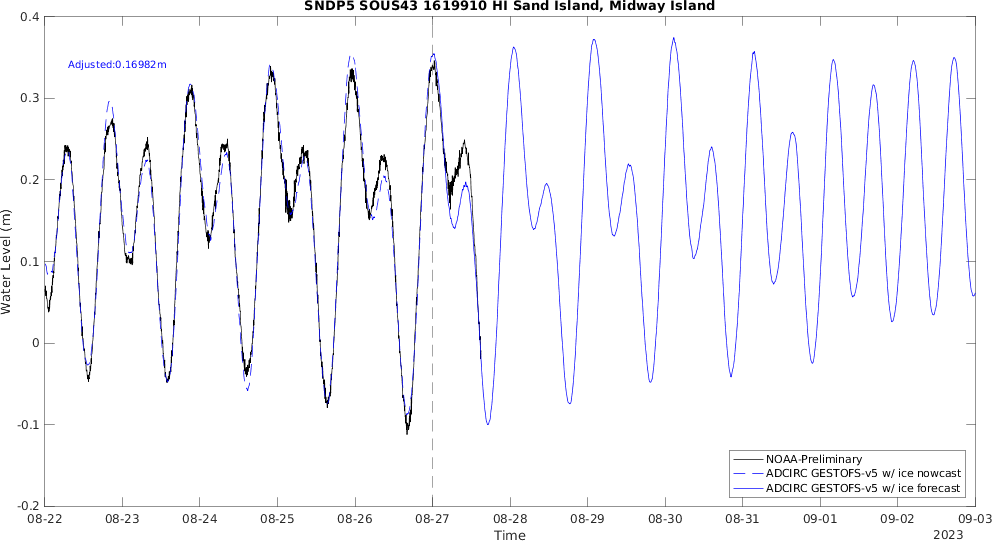 SNDP5 SOUS43 1619910 HI Sand Island, Midway Island
0.4
Adjusted:0.16982m
0.3
0.2
0.1
0
-0.1
-0.2
Water Level (m)
NOAA-Preliminary
ADCIRC GESTOFS-v5 w/ ice nowcast
ADCIRC GESTOFS-v5 w/ ice forecast
08-22 08-23 08-24 08-25 08-26 08-27 08-28 08-29 08-30 08-31 09-01 09-02 09-03
Time
2023